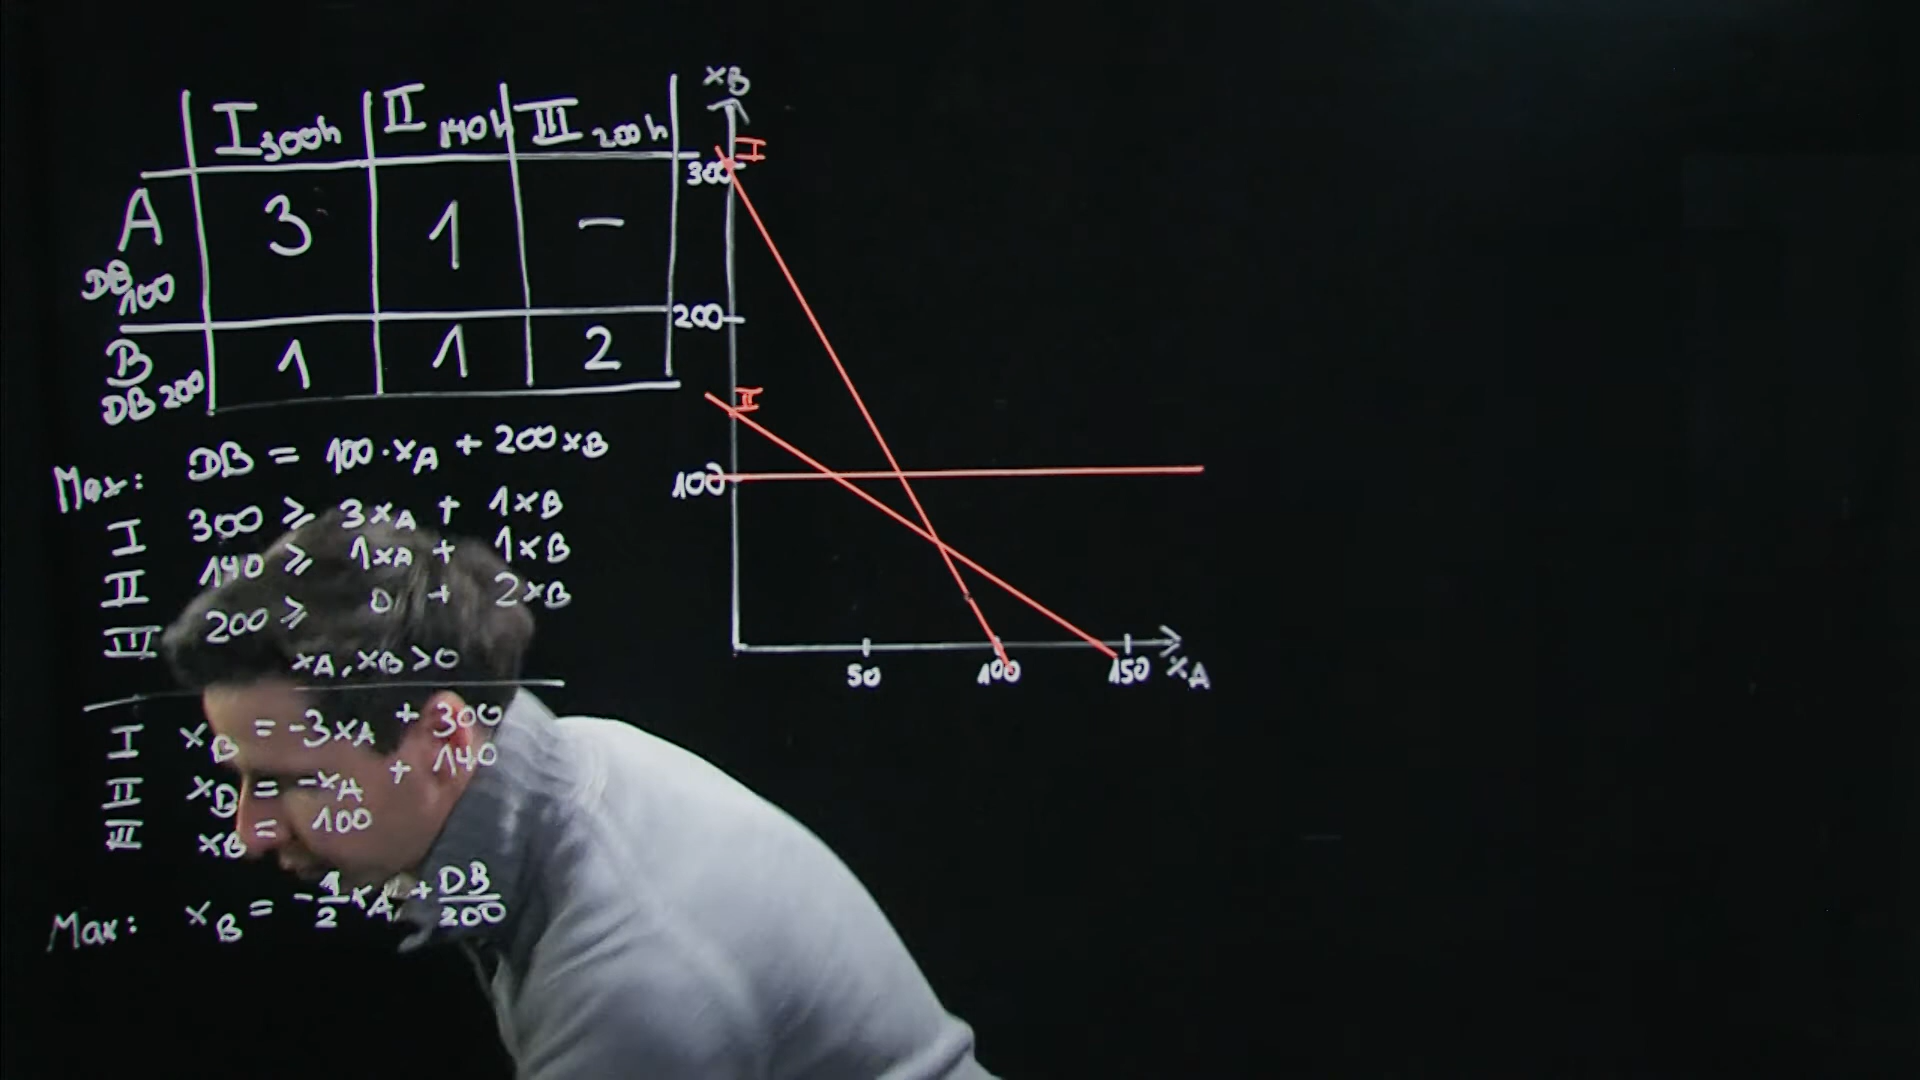 I 300h II 140h III 200h
A 3 1 –
DB 100
B 1 1 2
DB 200
Max: DB = 100·xA + 200xB
I 300 ≥ 3xA + 1xB
II 140 ≥ 1xA + 1xB
III 200 ≥ 0 + 2xB
xA, xB > 0
I xB = -3xA + 300
II xB = -xA + 140
III xB = 100
Max: xB = -1/2 xA + DB/200
xB
I
300
200
II
100
50 100 150 xA